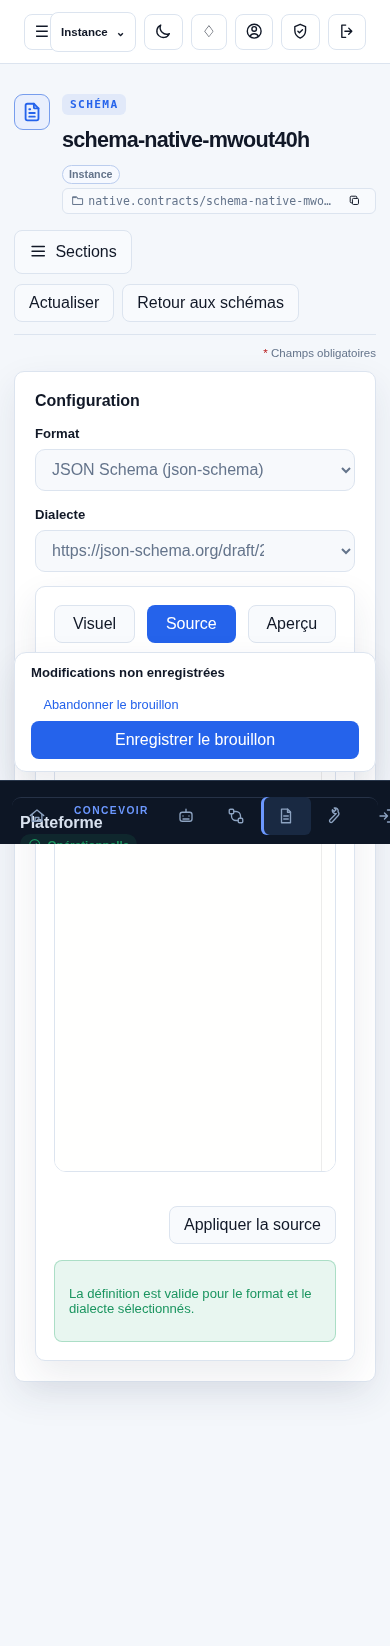 Instance
SCHÉMA
schema-native-mwout40h
Instance
native.contracts/schema-native-mwo…
Sections
Actualiser
Retour aux schémas
* Champs obligatoires
Configuration
Format
JSON Schema (json-schema)
Dialecte
https://json-schema.org/draft/2
Visuel
Source
Aperçu
Modifications non enregistrées
Abandonner le brouillon
Enregistrer le brouillon
CONCEVOIR
Plateforme
Opérationnelle
Appliquer la source
La définition est valide pour le format et le
dialecte sélectionnés.